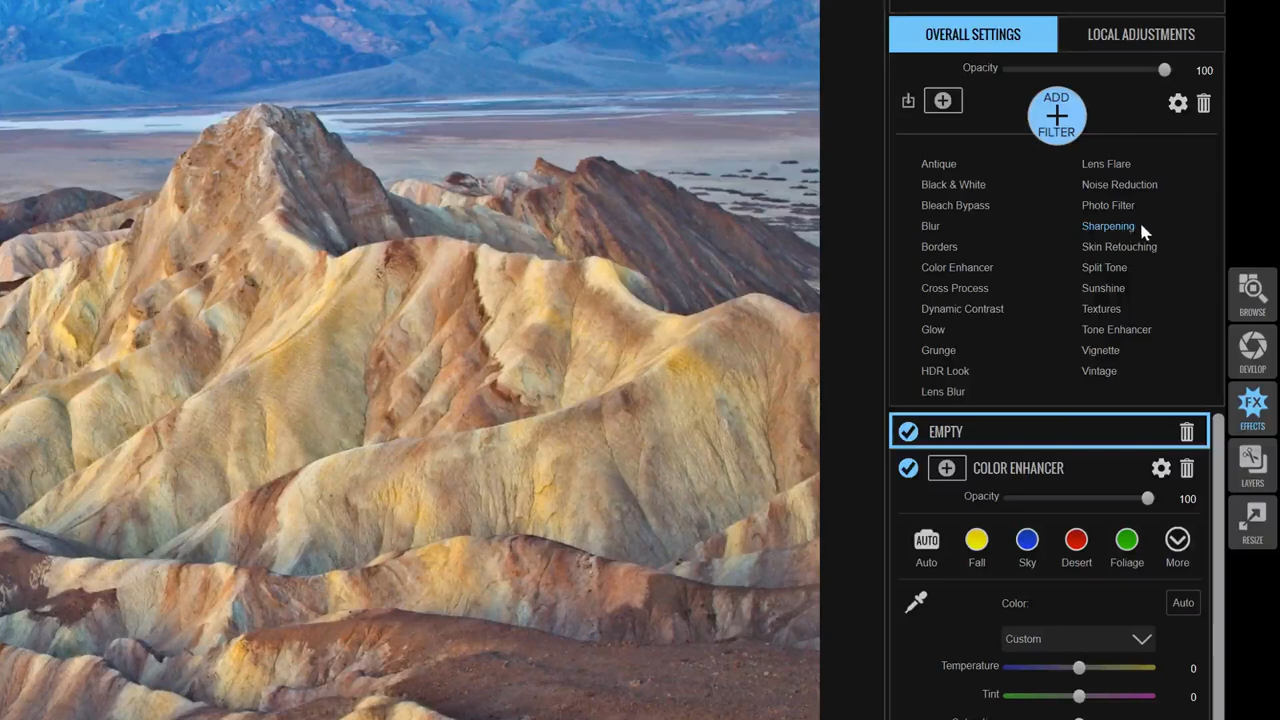 OVERALL SETTINGS
LOCAL ADJUSTMENTS
Opacity 100
ADD
FILTER
Antique
Lens Flare
Black & White
Noise Reduction
Bleach Bypass
Photo Filter
Blur
Sharpening
Borders
Skin Retouching
Color Enhancer
Split Tone
Cross Process
Sunshine
Dynamic Contrast
Textures
Glow
Tone Enhancer
Grunge
Vignette
HDR Look
Vintage
Lens Blur
EMPTY
COLOR ENHANCER
Opacity 100
AUTO
Auto
Fall
Sky
Desert
Foliage
More
Color:
Auto
Custom
Temperature 0
Tint 0
BROWSE
DEVELOP
FX
EFFECTS
LAYERS
RESIZE